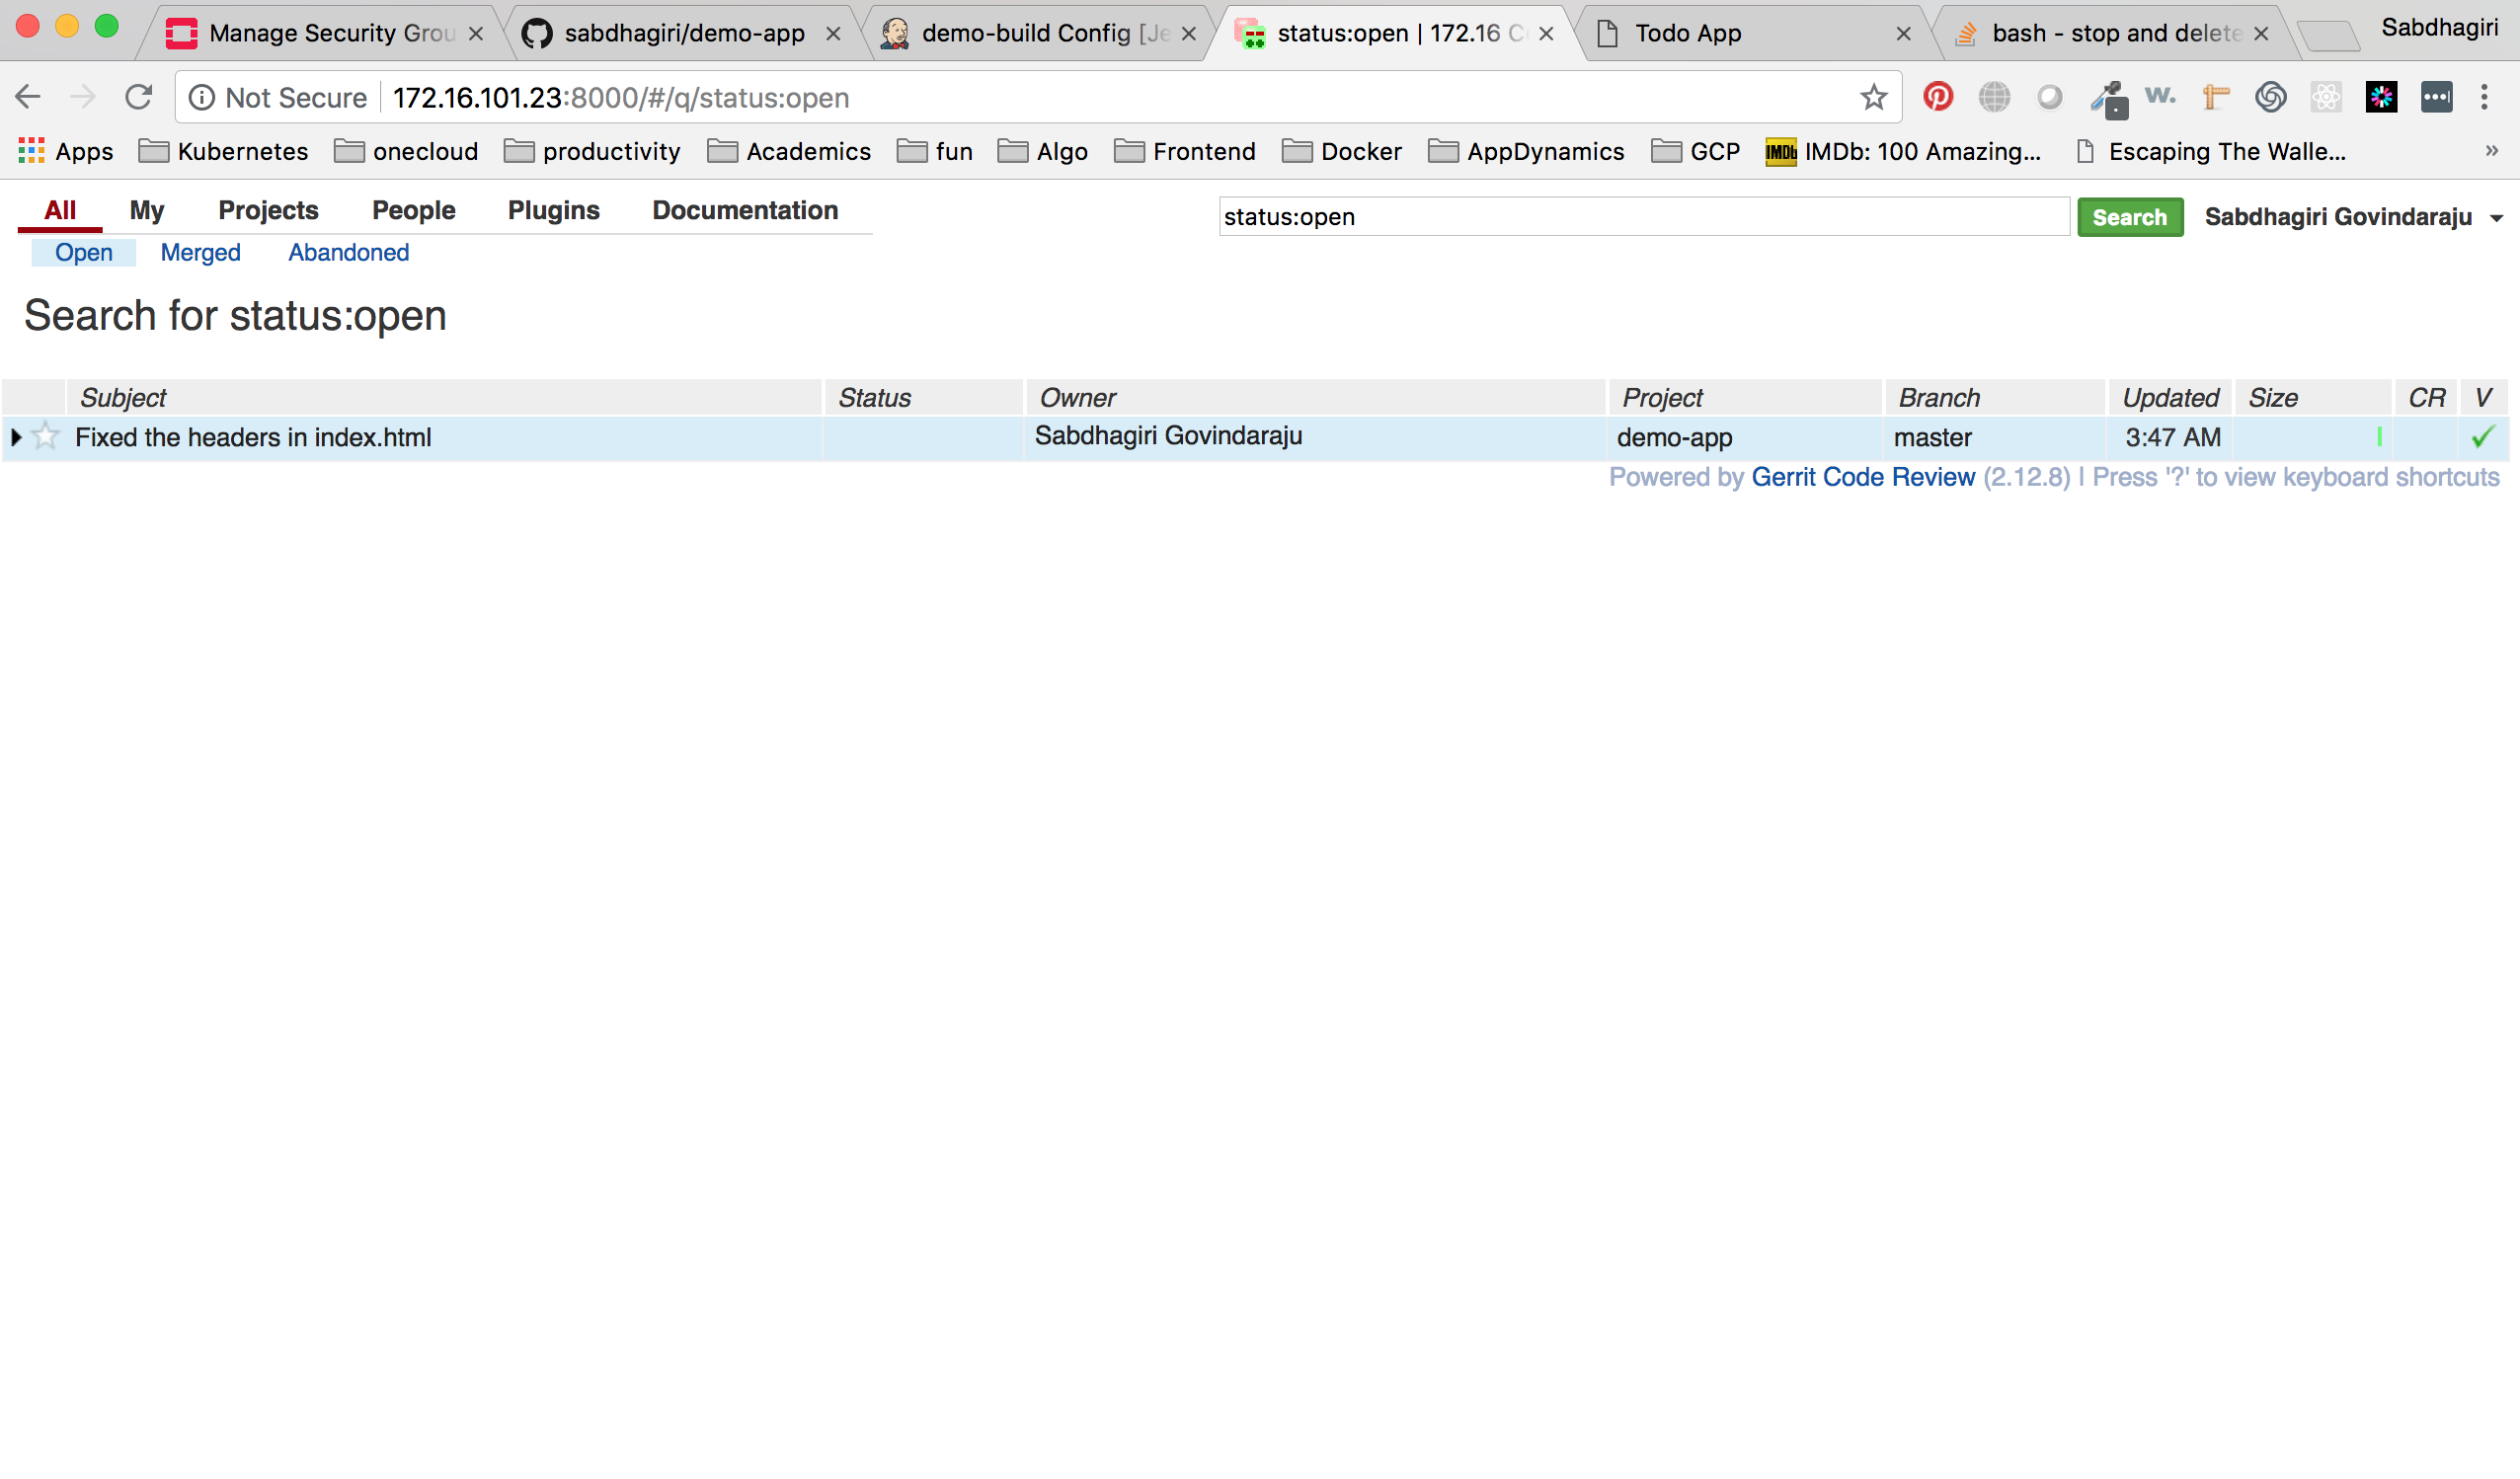 Manage Security Grou
sabdhagiri/demo-app
demo-build Config [Je
status:open | 172.16 C
Todo App
bash - stop and delete
Sabdhagiri
Not Secure 172.16.101.23:8000/#/q/status:open
Apps Kubernetes onecloud productivity Academics fun Algo Frontend Docker AppDynamics GCP IMDb IMDb: 100 Amazing... Escaping The Walle... »
All My Projects People Plugins Documentation
status:open Search Sabdhagiri Govindaraju
Open Merged Abandoned
Search for status:open
Subject Status Owner Project Branch Updated Size CR V
Fixed the headers in index.html Sabdhagiri Govindaraju demo-app master 3:47 AM
Powered by Gerrit Code Review (2.12.8) | Press '?' to view keyboard shortcuts